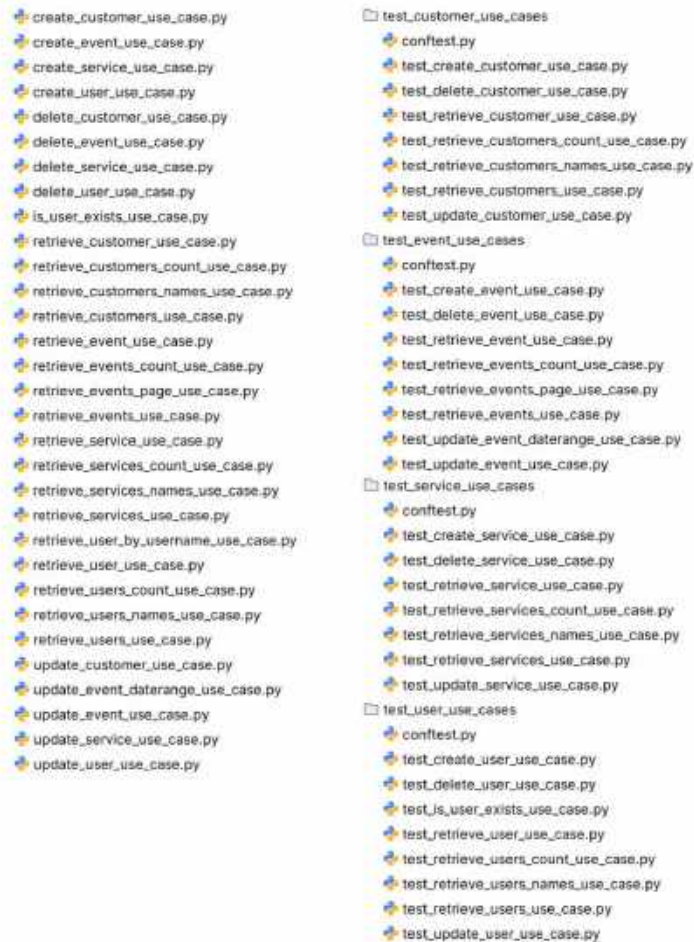 create_customer_use_case.py
create_event_use_case.py
create_service_use_case.py
create_user_use_case.py
delete_customer_use_case.py
delete_event_use_case.py
delete_service_use_case.py
delete_user_use_case.py
is_user_exists_use_case.py
retrieve_customer_use_case.py
retrieve_customers_count_use_case.py
retrieve_customers_names_use_case.py
retrieve_customers_use_case.py
retrieve_event_use_case.py
retrieve_events_count_use_case.py
retrieve_events_page_use_case.py
retrieve_events_use_case.py
retrieve_service_use_case.py
retrieve_services_count_use_case.py
retrieve_services_names_use_case.py
retrieve_services_use_case.py
retrieve_user_by_username_use_case.py
retrieve_user_use_case.py
retrieve_users_count_use_case.py
retrieve_users_names_use_case.py
retrieve_users_use_case.py
update_customer_use_case.py
update_event_daterange_use_case.py
update_event_use_case.py
update_service_use_case.py
update_user_use_case.py
test_customer_use_cases
conftest.py
test_create_customer_use_case.py
test_delete_customer_use_case.py
test_retrieve_customer_use_case.py
test_retrieve_customers_count_use_case.py
test_retrieve_customers_names_use_case.py
test_retrieve_customers_use_case.py
test_update_customer_use_case.py
test_event_use_cases
conftest.py
test_create_event_use_case.py
test_delete_event_use_case.py
test_retrieve_event_use_case.py
test_retrieve_events_count_use_case.py
test_retrieve_events_page_use_case.py
test_retrieve_events_use_case.py
test_update_event_daterange_use_case.py
test_update_event_use_case.py
test_service_use_cases
conftest.py
test_create_service_use_case.py
test_delete_service_use_case.py
test_retrieve_service_use_case.py
test_retrieve_services_count_use_case.py
test_retrieve_services_names_use_case.py
test_retrieve_services_use_case.py
test_update_service_use_case.py
test_user_use_cases
conftest.py
test_create_user_use_case.py
test_delete_user_use_case.py
test_is_user_exists_use_case.py
test_retrieve_user_use_case.py
test_retrieve_users_count_use_case.py
test_retrieve_users_names_use_case.py
test_retrieve_users_use_case.py
test_update_user_use_case.py